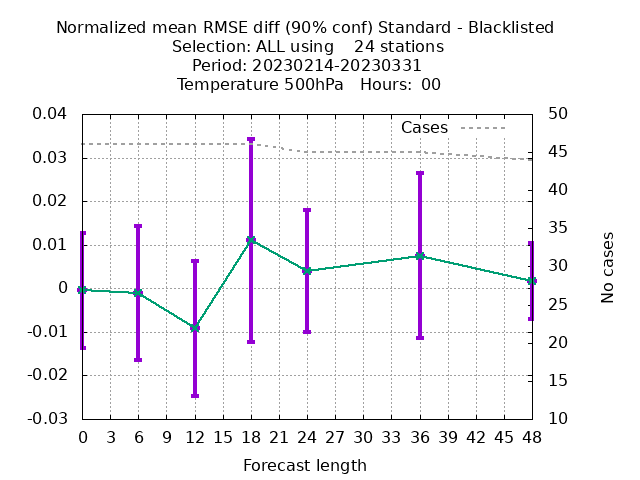 Normalized mean RMSE diff (90% conf) Standard - Blacklisted
Selection: ALL using    24 stations
Period: 20230214-20230331
Temperature 500hPa   Hours:  00
Cases
0.04
0.03
0.02
0.01
0
-0.01
-0.02
-0.03
50
45
40
35
30
25
20
15
10
No cases
0 3 6 9 12 15 18 21 24 27 30 33 36 39 42 45 48
Forecast length